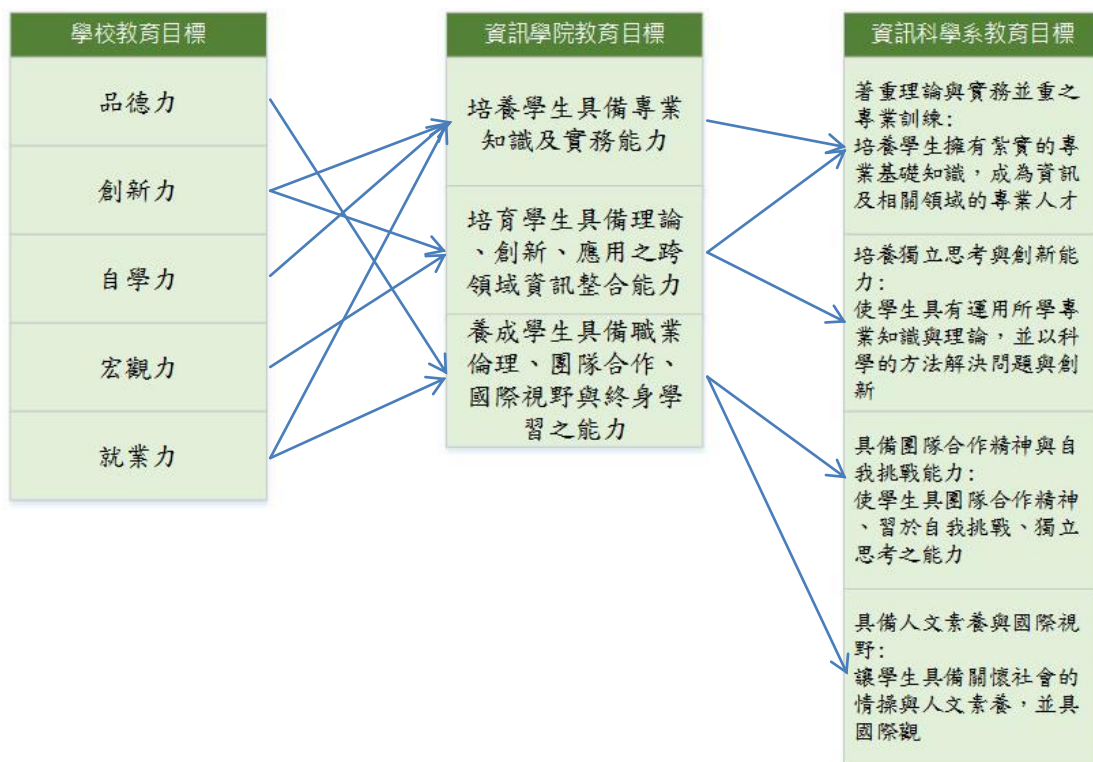 學校教育目標
品德力
創新力
自學力
宏觀力
就業力
資訊學院教育目標
培養學生具備專業
知識及實務能力
培育學生具備理論
、創新、應用之跨
領域資訊整合能力
養成學生具備職業
倫理、團隊合作、
國際視野與終身學
習之能力
資訊科學系教育目標
著重理論與實務並重之
專業訓練:
培養學生擁有紮實的專
業基礎知識，成為資訊
及相關領域的專業人才
培養獨立思考與創新能
力:
使學生具有運用所學專
業知識與理論，並以科
學的方法解決問題與創
新
具備團隊合作精神與自
我挑戰能力:
使學生具團隊合作精神
、習於自我挑戰、獨立
思考之能力
具備人文素養與國際視
野:
讓學生具備關懷社會的
情操與人文素養，並具
國際觀